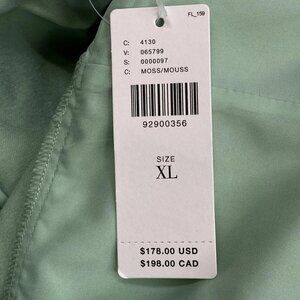 FL_159
C: 4130
V: 065799
S: 0000097
C: MOSS/MOUSS
92900356
SIZE
XL
$178.00 USD
$198.00 CAD